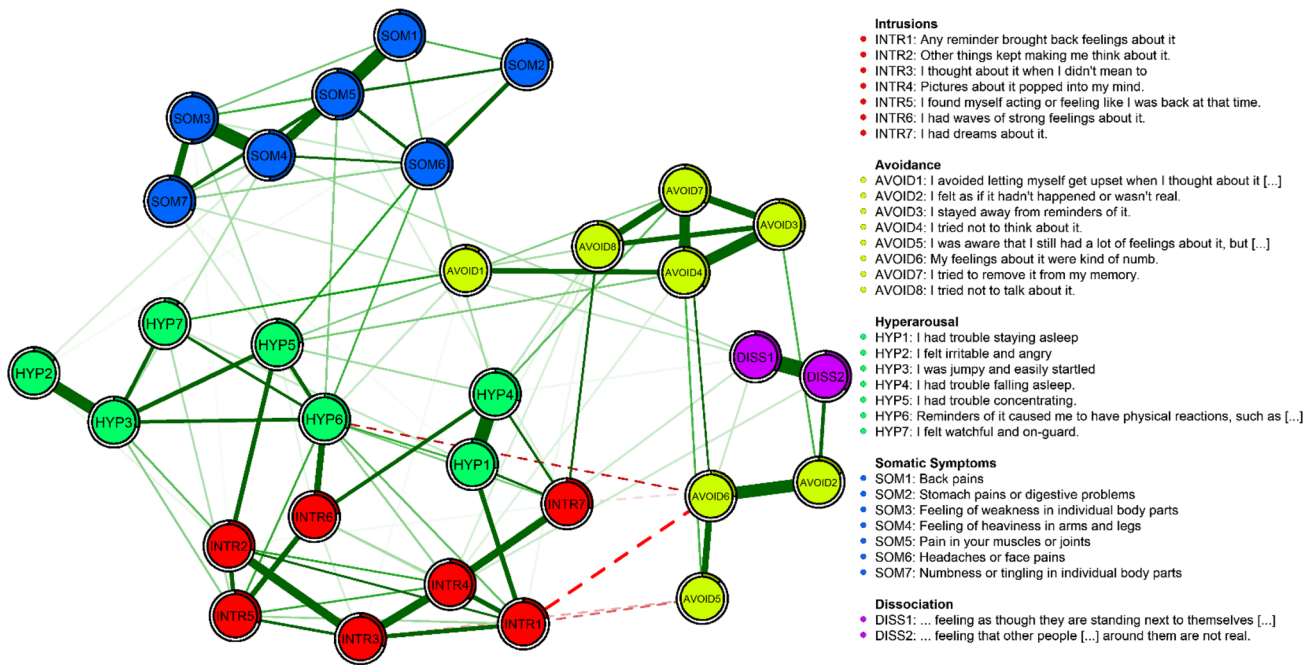 SOM1
SOM2
SOM5
SOM3
SOM4
SOM6
SOM7
AVOID7
AVOID3
AVOID8
AVOID1
AVOID4
HYP7
HYP5
DISS1
DISS2
HYP2
HYP4
HYP3
HYP6
HYP1
AVOID2
AVOID6
INTR7
INTR6
INTR2
INTR4
AVOID5
INTR5
INTR1
INTR3
Intrusions
INTR1: Any reminder brought back feelings about it
INTR2: Other things kept making me think about it.
INTR3: I thought about it when I didn't mean to
INTR4: Pictures about it popped into my mind.
INTR5: I found myself acting or feeling like I was back at that time.
INTR6: I had waves of strong feelings about it.
INTR7: I had dreams about it.
Avoidance
AVOID1: I avoided letting myself get upset when I thought about it [...]
AVOID2: I felt as if it hadn't happened or wasn't real.
AVOID3: I stayed away from reminders of it.
AVOID4: I tried not to think about it.
AVOID5: I was aware that I still had a lot of feelings about it, but [...]
AVOID6: My feelings about it were kind of numb.
AVOID7: I tried to remove it from my memory.
AVOID8: I tried not to talk about it.
Hyperarousal
HYP1: I had trouble staying asleep
HYP2: I felt irritable and angry
HYP3: I was jumpy and easily startled
HYP4: I had trouble falling asleep.
HYP5: I had trouble concentrating.
HYP6: Reminders of it caused me to have physical reactions, such as [...]
HYP7: I felt watchful and on-guard.
Somatic Symptoms
SOM1: Back pains
SOM2: Stomach pains or digestive problems
SOM3: Feeling of weakness in individual body parts
SOM4: Feeling of heaviness in arms and legs
SOM5: Pain in your muscles or joints
SOM6: Headaches or face pains
SOM7: Numbness or tingling in individual body parts
Dissociation
DISS1: ... feeling as though they are standing next to themselves [...]
DISS2: ... feeling that other people [...] around them are not real.